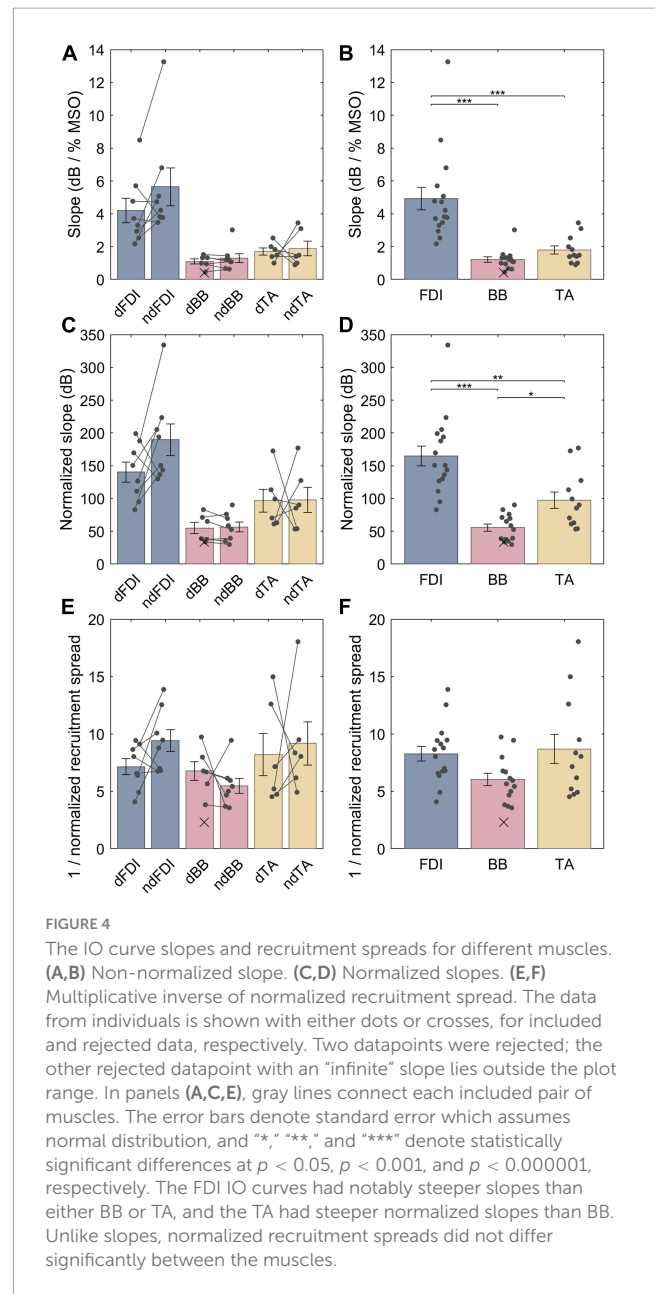 A
B
14
12
10
8
6
4
2
0
Slope (dB / % MSO)
dFDI
ndFDI
dBB
ndBB
dTA
ndTA
14
12
10
8
6
4
2
0
Slope (dB / % MSO)
***
***
FDI
BB
TA
C
D
350
300
250
200
150
100
50
0
Normalized slope (dB)
dFDI
ndFDI
dBB
ndBB
dTA
ndTA
350
300
250
200
150
100
50
0
Normalized slope (dB)
**
***
*
FDI
BB
TA
E
F
20
15
10
5
0
1 / normalized recruitment spread
dFDI
ndFDI
dBB
ndBB
dTA
ndTA
20
15
10
5
0
1 / normalized recruitment spread
FDI
BB
TA
FIGURE 4
The IO curve slopes and recruitment spreads for different muscles.
(A,B) Non-normalized slope. (C,D) Normalized slopes. (E,F)
Multiplicative inverse of normalized recruitment spread. The data
from individuals is shown with either dots or crosses, for included
and rejected data, respectively. Two datapoints were rejected; the
other rejected datapoint with an “infinite” slope lies outside the plot
range. In panels (A,C,E), gray lines connect each included pair of
muscles. The error bars denote standard error which assumes
normal distribution, and “*,” “**,” and “***” denote statistically
significant differences at p < 0.05, p < 0.001, and p < 0.000001,
respectively. The FDI IO curves had notably steeper slopes than
either BB or TA, and the TA had steeper normalized slopes than BB.
Unlike slopes, normalized recruitment spreads did not differ
significantly between the muscles.